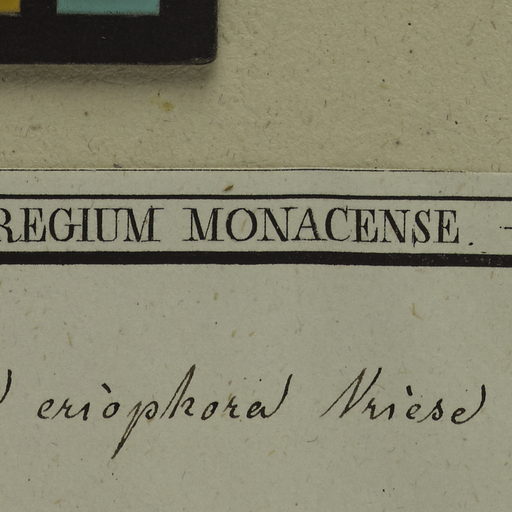 REGIUM MONACENSE. -
eriophora Vriese